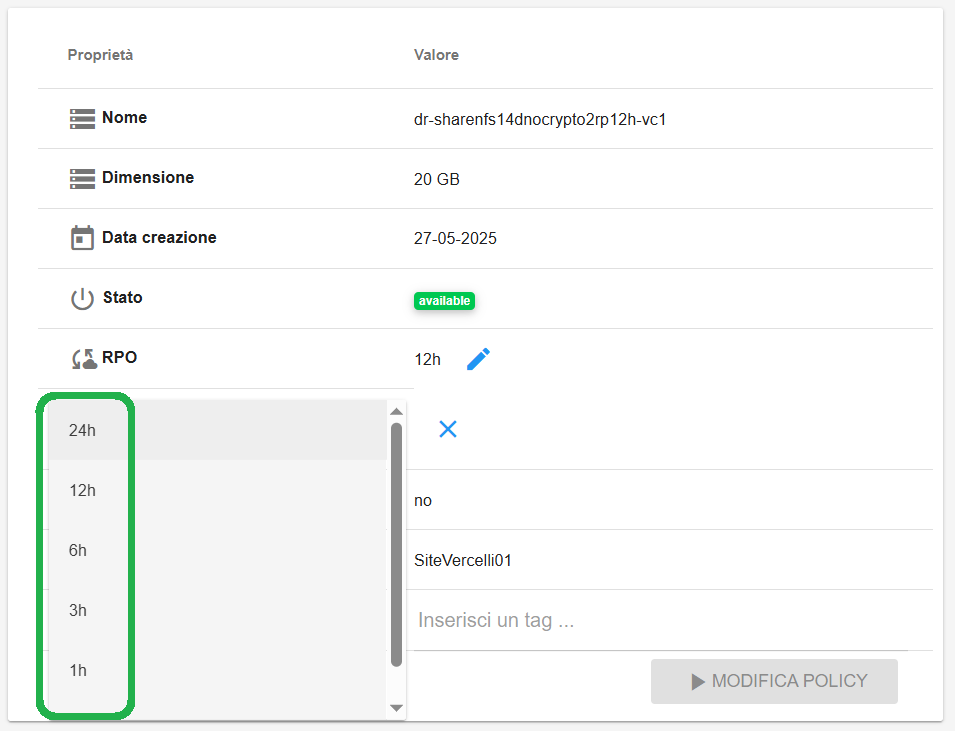 Proprietà Valore
Nome dr-sharenfs14dnocrypto2rp12h-vc1
Dimensione 20 GB
Data creazione 27-05-2025
Stato available
RPO 12h
24h
12h
no
6h
SiteVercelli01
3h
Inserisci un tag ...
1h
MODIFICA POLICY